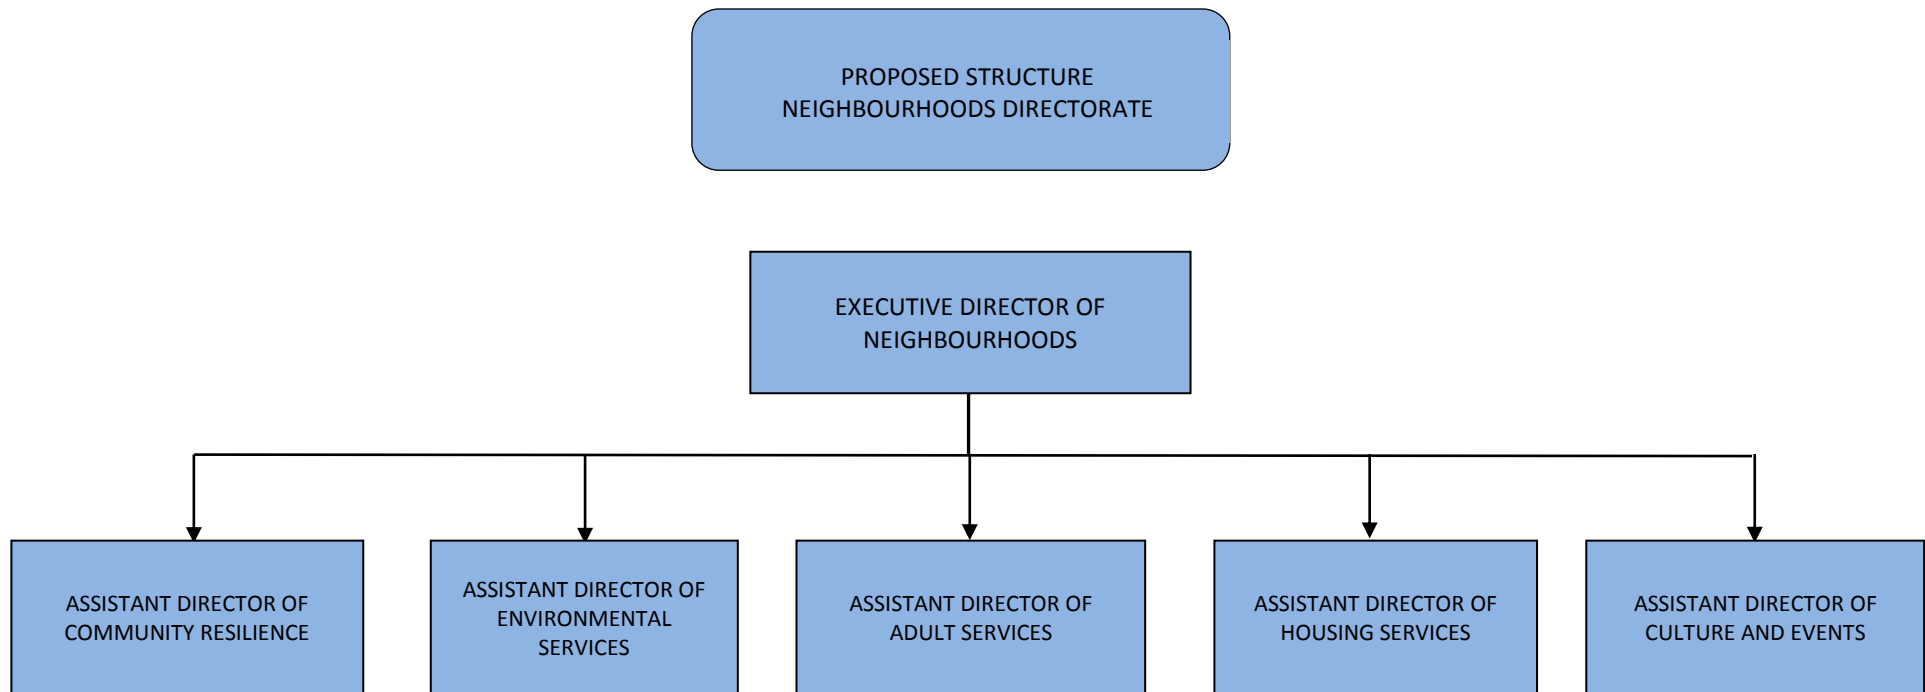 PROPOSED STRUCTURE
NEIGHBOURHOODS DIRECTORATE
EXECUTIVE DIRECTOR OF
NEIGHBOURHOODS
ASSISTANT DIRECTOR OF
COMMUNITY RESILIENCE
ASSISTANT DIRECTOR OF
ENVIRONMENTAL
SERVICES
ASSISTANT DIRECTOR OF
ADULT SERVICES
ASSISTANT DIRECTOR OF
HOUSING SERVICES
ASSISTANT DIRECTOR OF
CULTURE AND EVENTS